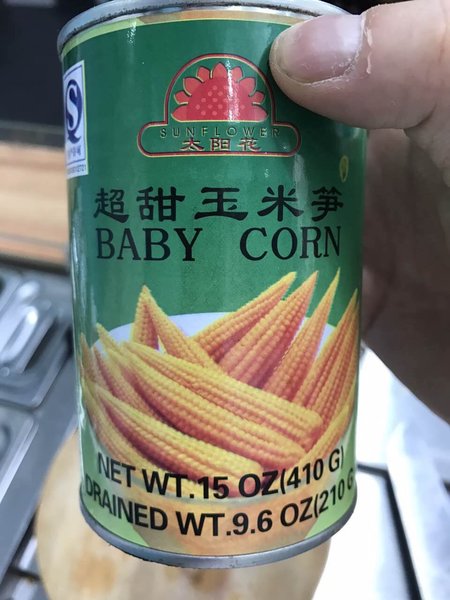 SUNFLOWER
太阳花
超甜玉米笋
BABY CORN
NET WT.15 OZ(410 G)
DRAINED WT.9.6 OZ(210 G